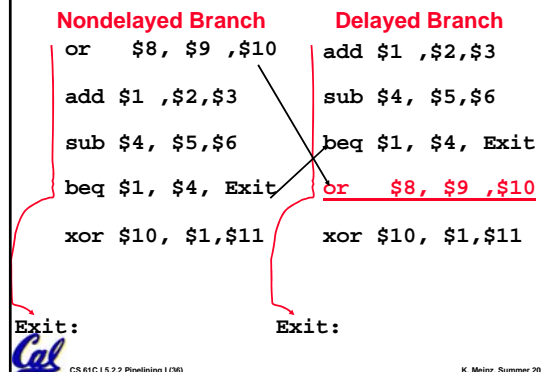 Nondelayed Branch
or $8, $9 ,$10
add $1 ,$2,$3
sub $4, $5,$6
beq $1, $4, Exit
xor $10, $1,$11
Exit:
Delayed Branch
add $1 ,$2,$3
sub $4, $5,$6
beq $1, $4, Exit
or $8, $9 ,$10
xor $10, $1,$11
Exit:
Cal
CS 61C L5.2.2 Pipelining I (36)
K. Meinz, Summer 20